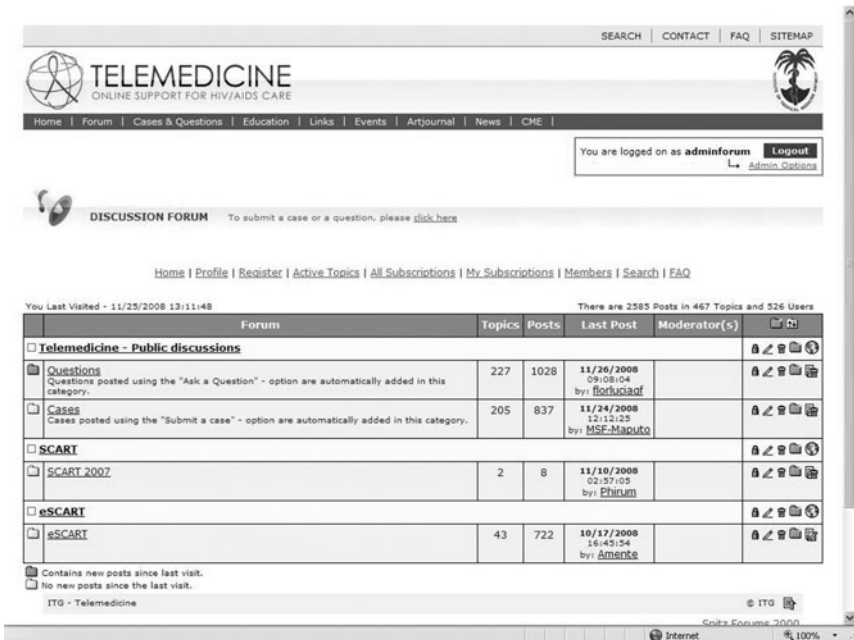 SEARCH | CONTACT | FAQ | SITEMAP
TELEMEDICINE
ONLINE SUPPORT FOR HIV/AIDS CARE
Home | Forum | Cases & Questions | Education | Links | Events | Artjournal | News | CME |
You are logged on as adminforum Logout
Admin Options
DISCUSSION FORUM To submit a case or a question, please click here
Home | Profile | Register | Active Topics | All Subscriptions | My Subscriptions | Members | Search | FAQ
You Last Visited - 11/25/2008 13:11:48 There are 2585 Posts in 467 Topics and 526 Users
Forum Topics Posts Last Post Moderator(s)
Telemedicine - Public discussions
Questions 227 1028 11/26/2008
Questions posted using the "Ask a Question" - option are automatically added in this 09:08:04
category. by: florluciagf
Cases 205 837 11/24/2008
Cases posted using the "Submit a case" - option are automatically added in this category. 12:12:25
by: MSF-Maputo
SCART
SCART 2007 2 8 11/10/2008
02:57:05
by: Phirum
eSCART
eSCART 43 722 10/17/2008
16:45:54
by: Amente
Contains new posts since last visit.
No new posts since the last visit.
ITG - Telemedicine © ITG
Spitz Forums 2000
Internet 100%